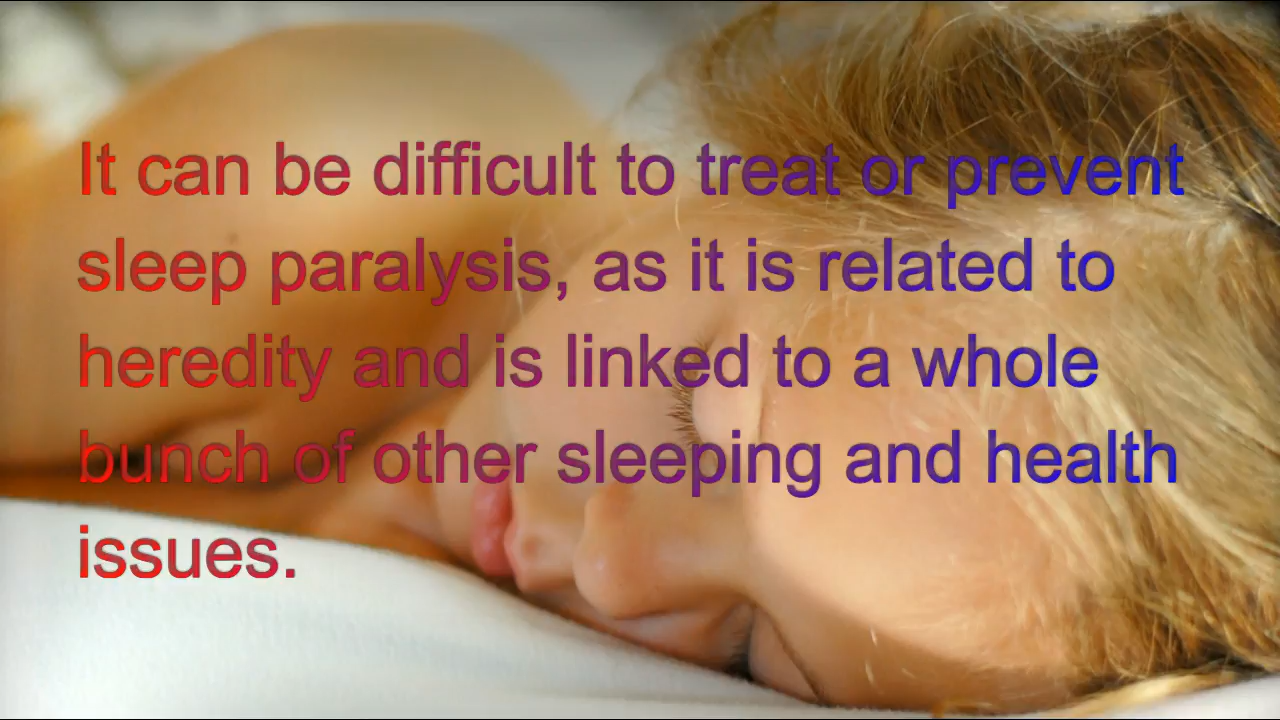 It can be difficult to treat or prevent
sleep paralysis, as it is related to
heredity and is linked to a whole
bunch of other sleeping and health
issues.